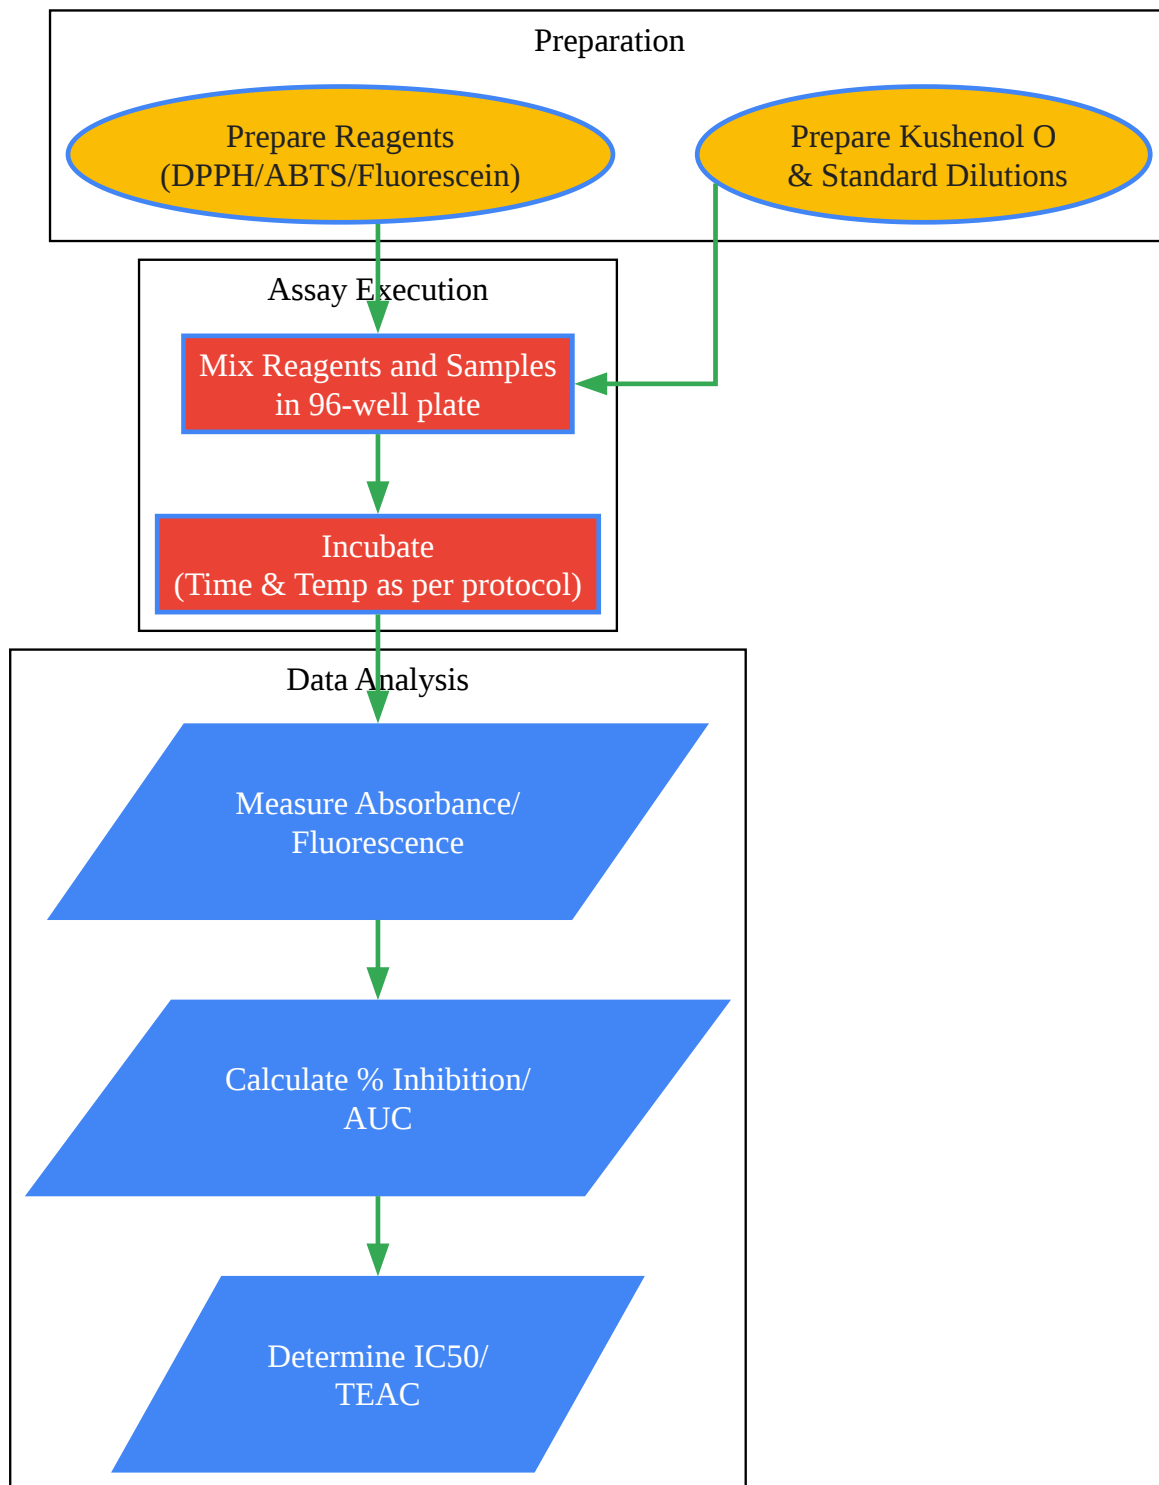 Preparation
Prepare Reagents
(DPPH/ABTS/Fluorescein)
Prepare Kushenol O
& Standard Dilutions
Assay Execution
Mix Reagents and Samples
in 96-well plate
Incubate
(Time & Temp as per protocol)
Data Analysis
Measure Absorbance/
Fluorescence
Calculate % Inhibition/
AUC
Determine IC50/
TEAC